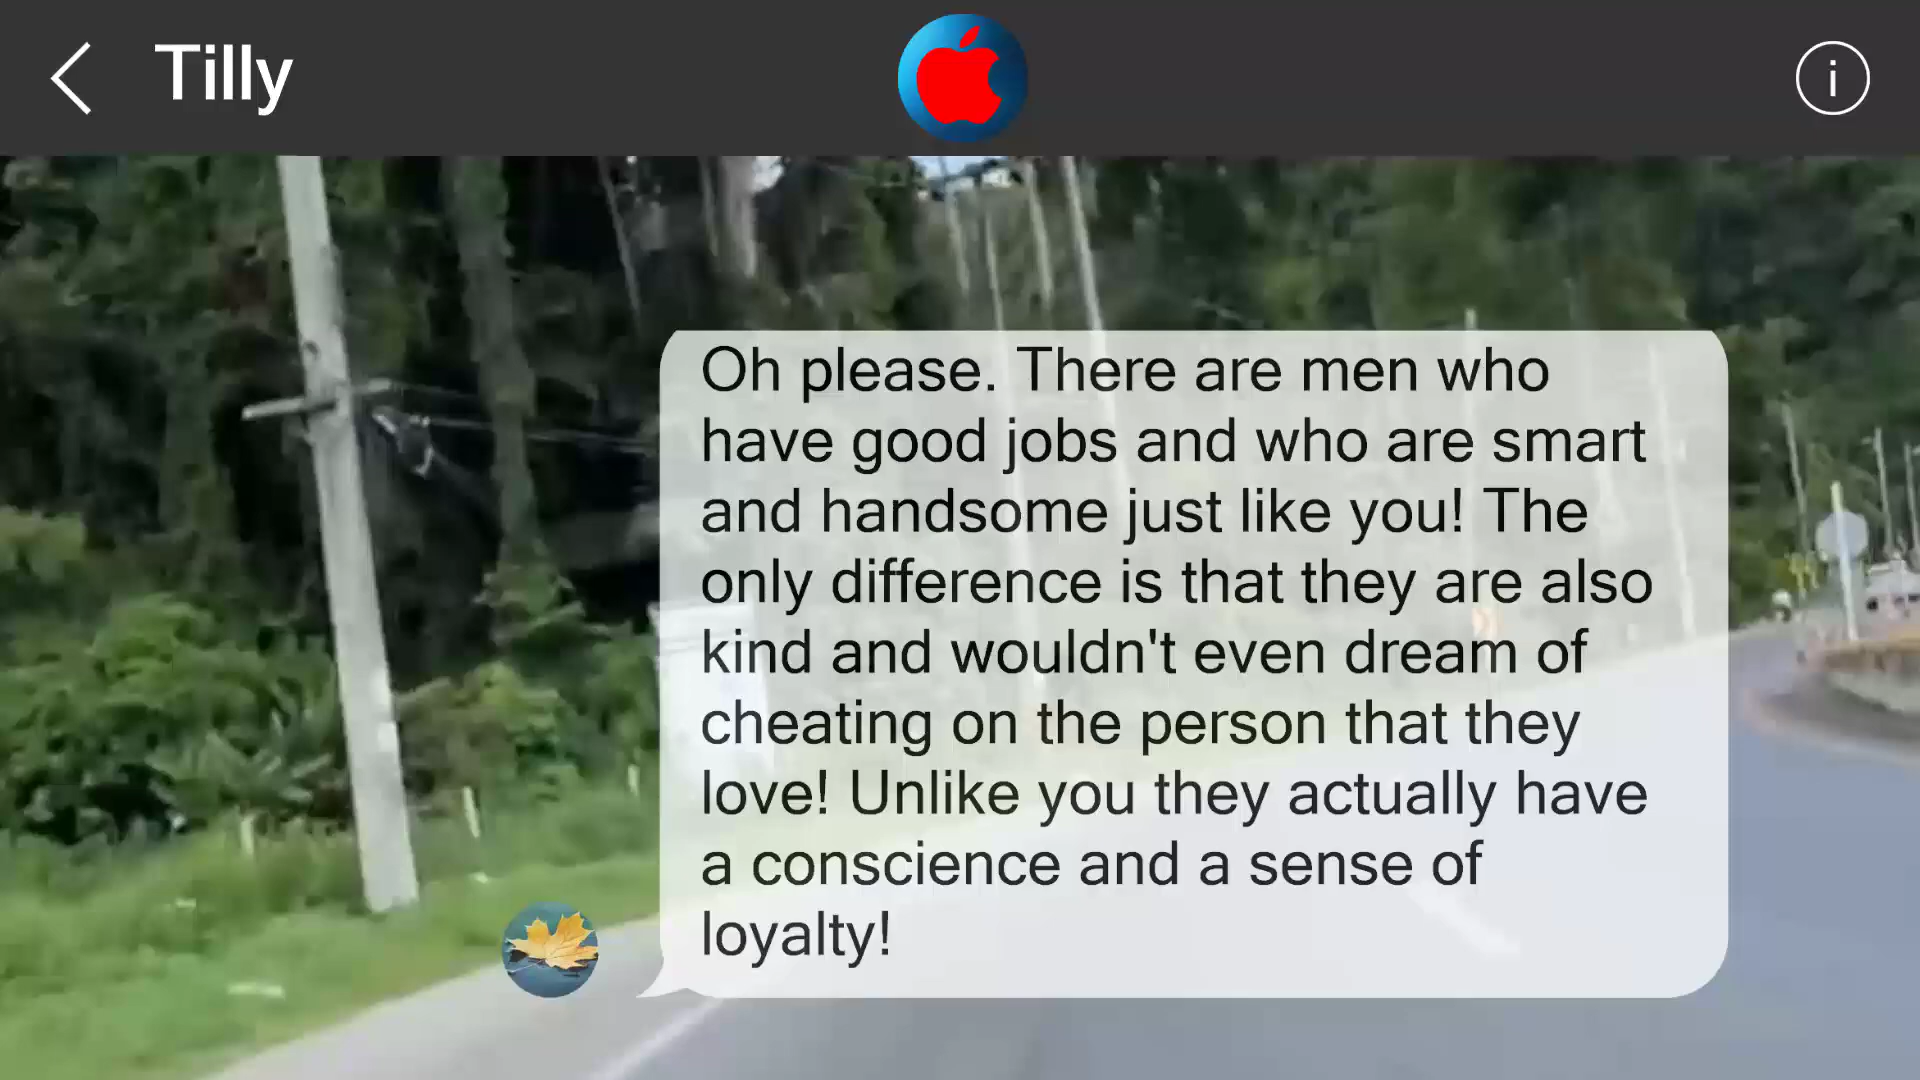 Tilly
i
Oh please. There are men who
have good jobs and who are smart
and handsome just like you! The
only difference is that they are also
kind and wouldn't even dream of
cheating on the person that they
love! Unlike you they actually have
a conscience and a sense of
loyalty!